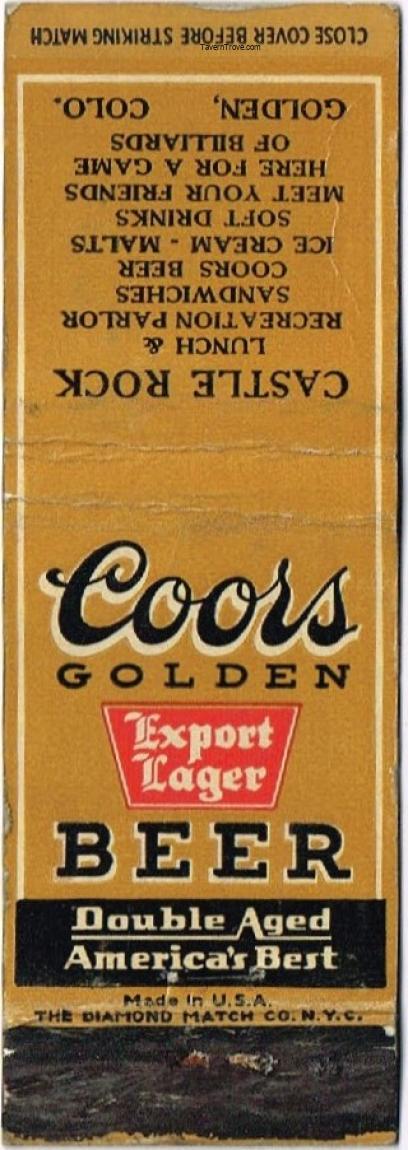 CLOSE COVER BEFORE STRIKING MATCH
TavernTrove.com
CASTLE ROCK
LUNCH &
RECREATION PARLOR
SANDWICHES
COORS BEER
ICE CREAM - MALTS
SOFT DRINKS
MEET YOUR FRIENDS
HERE FOR A GAME
OF BILLIARDS
GOLDEN, COLO.
Coors
GOLDEN
Export
Lager
BEER
Double Aged
America's Best
Made in U.S.A.
THE DIAMOND MATCH CO. N.Y.C.